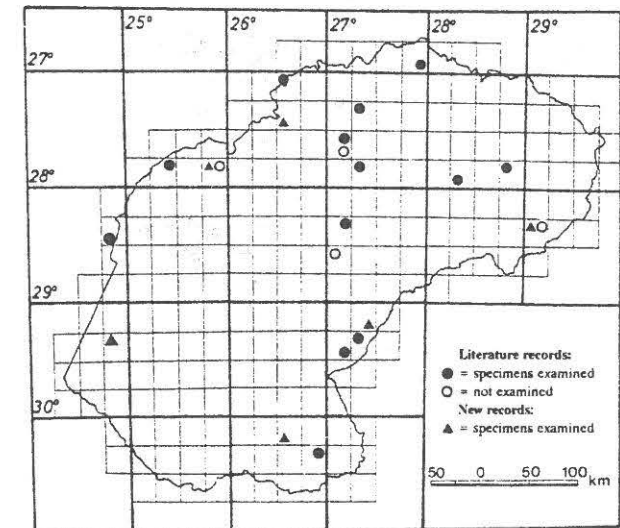 25° 26° 27° 28° 29°
27°
28°
29°
30°
Literature records:
● = specimens examined
○ = not examined
New records:
▲ = specimens examined
50 0 50 100 km